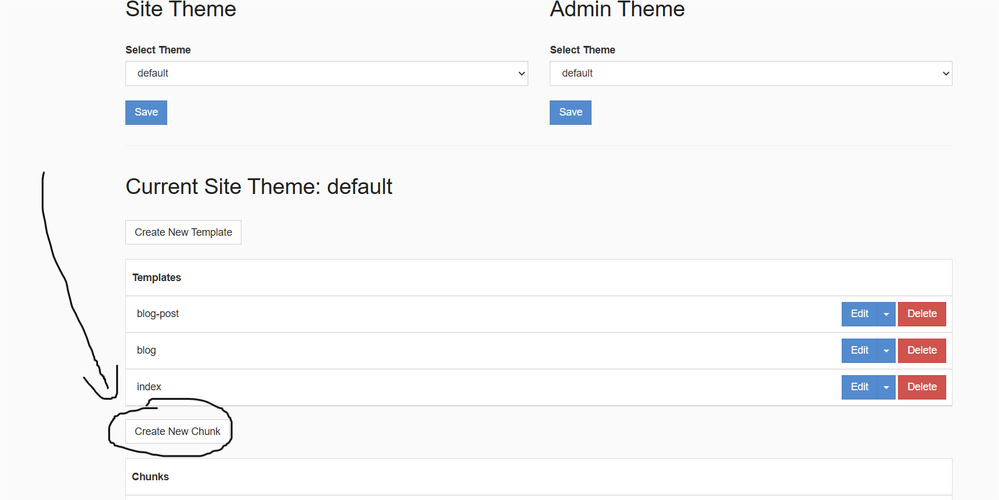 Site Theme
Admin Theme
Select Theme
Select Theme
default
default
Save
Save
Current Site Theme: default
Create New Template
Templates
blog-post
Edit
Delete
blog
Edit
Delete
index
Edit
Delete
Create New Chunk
Chunks